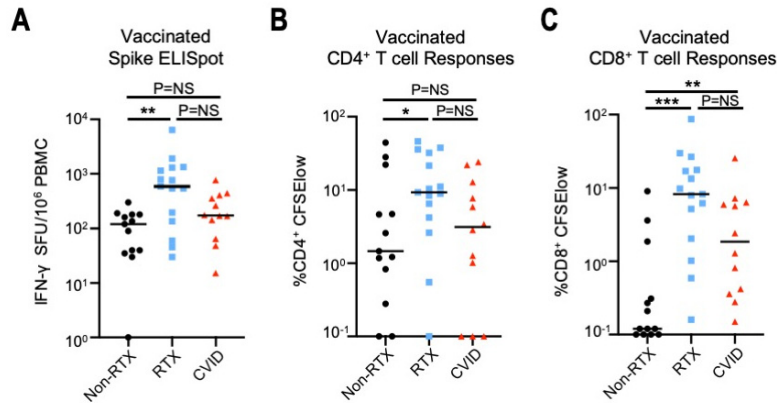 A
Vaccinated
Spike ELISpot
P=NS
** P=NS
IFN-γ SFU/10⁶ PBMC
10⁴
10³
10²
10¹
10⁰
Non-RTX
RTX
CVID
B
Vaccinated
CD4⁺ T cell Responses
P=NS
* P=NS
%CD4⁺ CFSElow
10²
10¹
10⁰
10⁻¹
Non-RTX
RTX
CVID
C
Vaccinated
CD8⁺ T cell Responses
**
*** P=NS
%CD8⁺ CFSElow
10²
10¹
10⁰
10⁻¹
Non-RTX
RTX
CVID